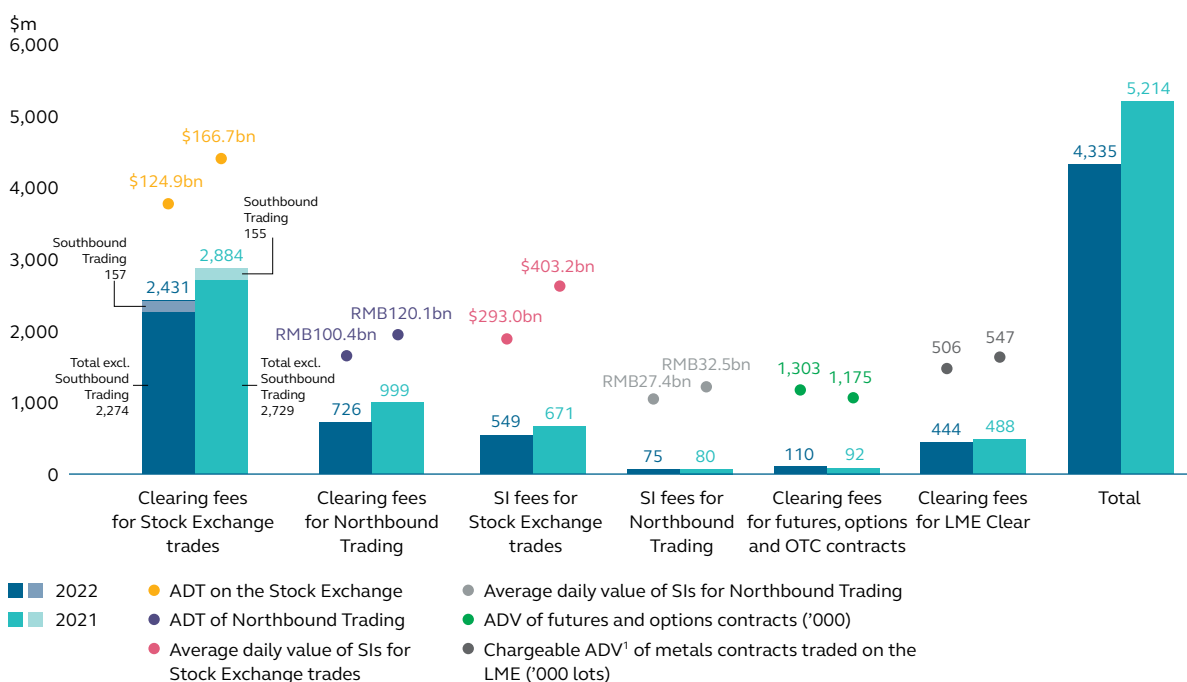 $m
6,000
5,000
4,000
3,000
2,000
1,000
0
$124.9bn
$166.7bn
Southbound
Trading
157
2,431
2,884
Southbound
Trading
155
Total excl.
Southbound
Trading
2,274
Total excl.
Southbound
Trading
2,729
RMB100.4bn
RMB120.1bn
726
999
$293.0bn
$403.2bn
549
671
RMB27.4bn
RMB32.5bn
75
80
1,303
1,175
110
92
506
547
444
488
4,335
5,214
Clearing fees
for Stock Exchange
trades
Clearing fees
for Northbound
Trading
SI fees for
Stock Exchange
trades
SI fees for
Northbound
Trading
Clearing fees
for futures, options
and OTC contracts
Clearing fees
for LME Clear
Total
2022
2021
ADT on the Stock Exchange
ADT of Northbound Trading
Average daily value of SIs for
Stock Exchange trades
Average daily value of SIs for Northbound Trading
ADV of futures and options contracts (’000)
Chargeable ADV¹ of metals contracts traded on the
LME (’000 lots)